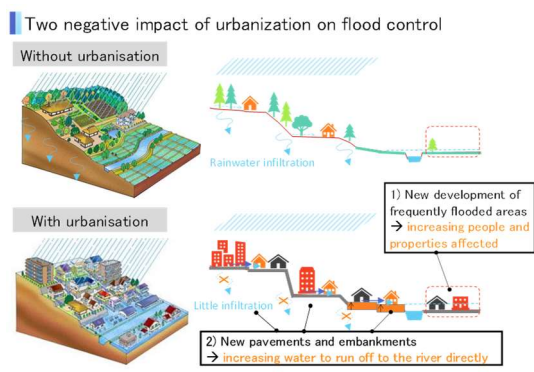 Two negative impact of urbanization on flood control
Without urbanisation
Rainwater infiltration
With urbanisation
1) New development of
frequently flooded areas
→ increasing people and
properties affected
Little infiltration
2) New pavements and embankments
→ increasing water to run off to the river directly